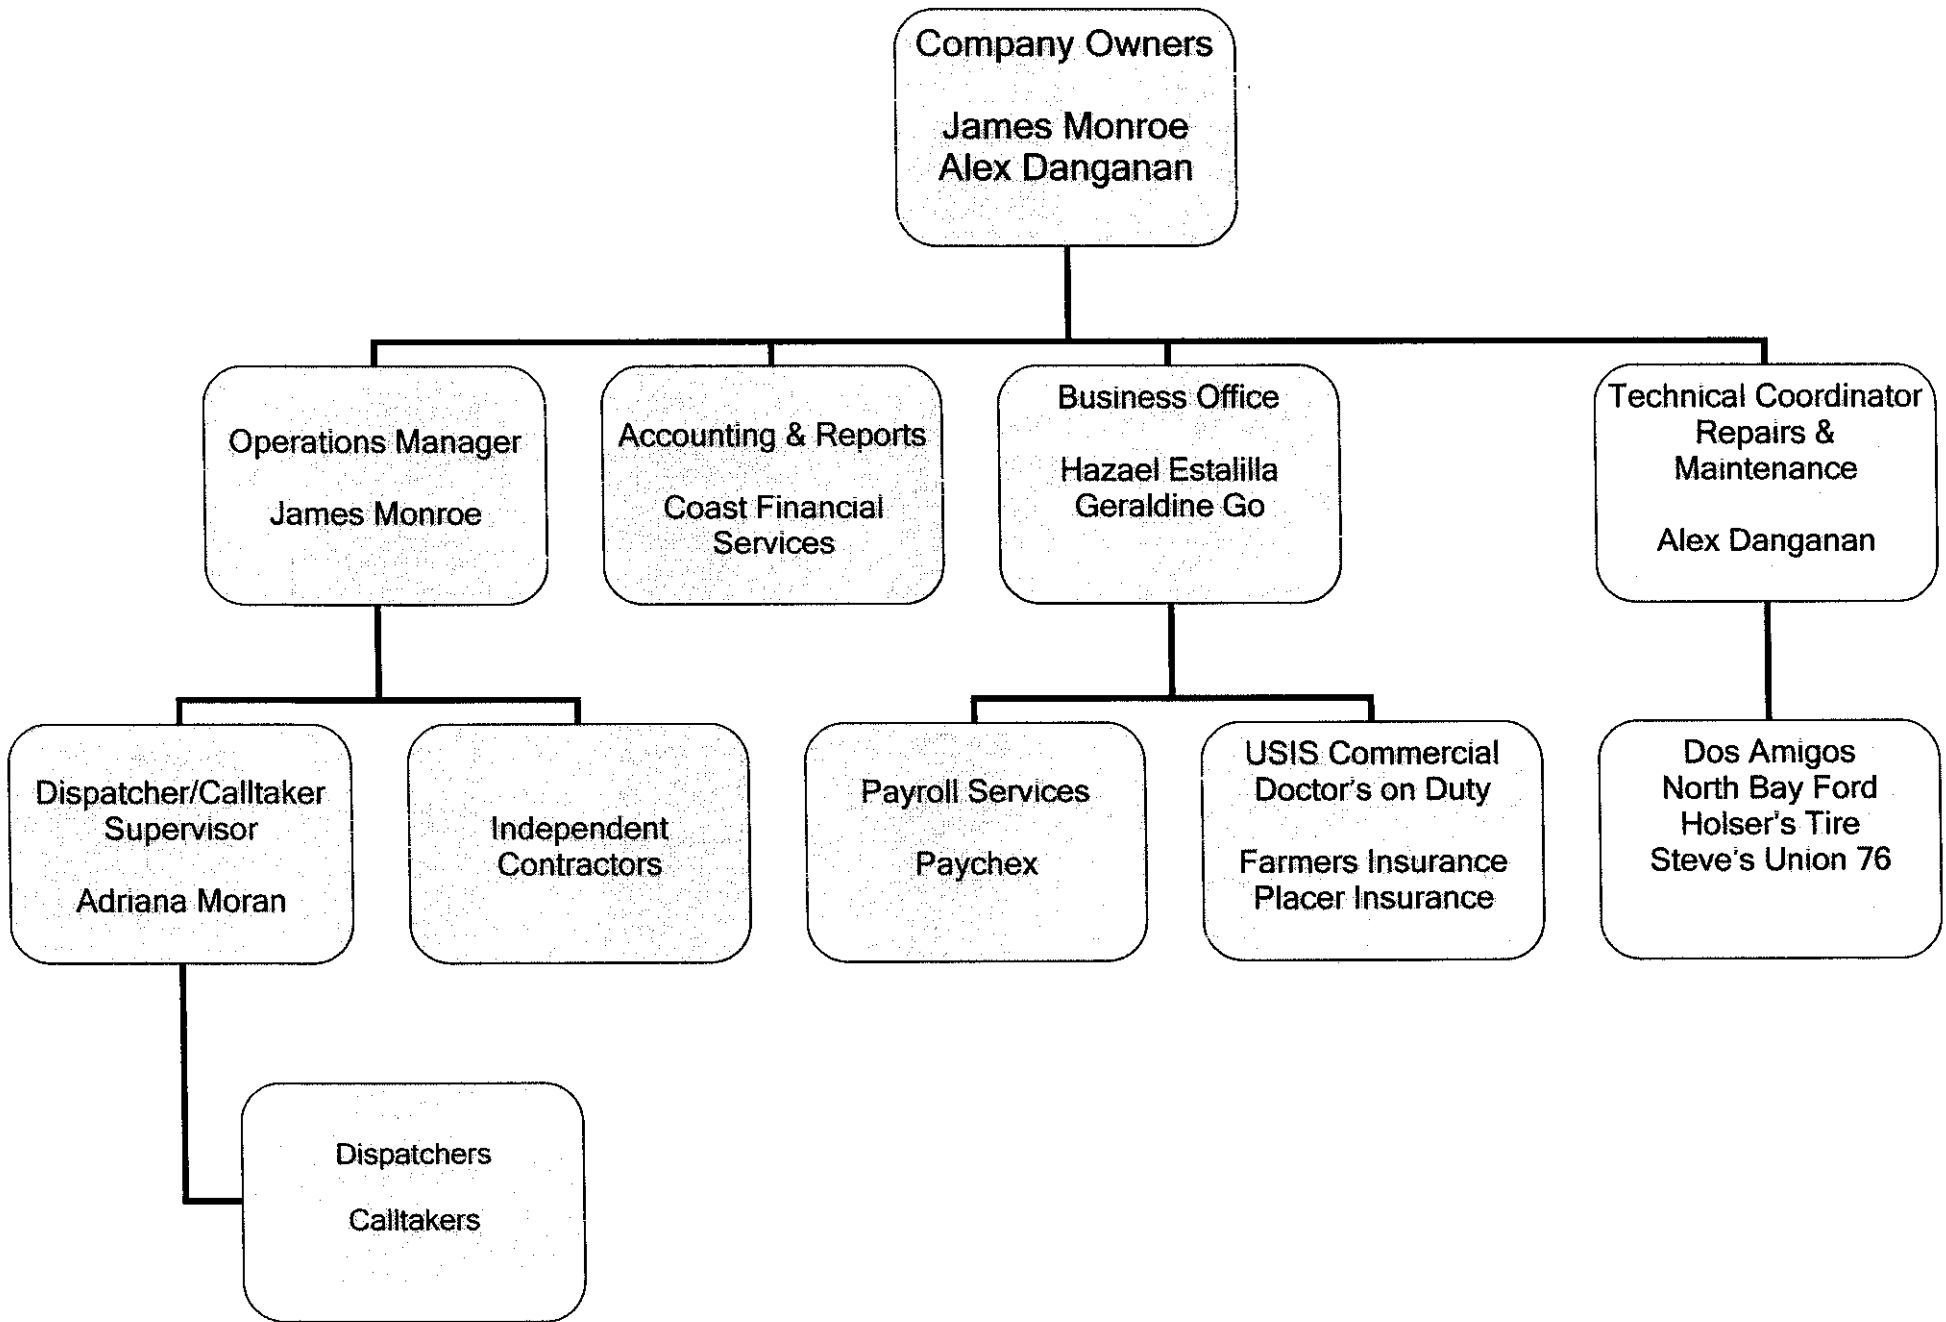 Company Owners
James Monroe
Alex Danganan
Operations Manager
James Monroe
Accounting & Reports
Coast Financial
Services
Business Office
Hazael Estalilla
Geraldine Go
Technical Coordinator
Repairs &
Maintenance
Alex Danganan
Dispatcher/Calltaker
Supervisor
Adriana Moran
Independent
Contractors
Payroll Services
Paychex
USIS Commercial
Doctor's on Duty
Farmers Insurance
Placer Insurance
Dos Amigos
North Bay Ford
Holser's Tire
Steve's Union 76
Dispatchers
Calltakers